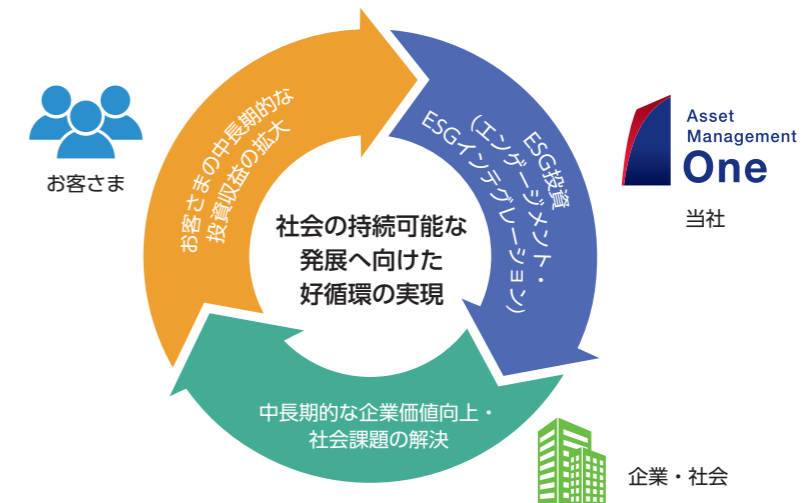 お客さまの中長期的な
投資収益の拡大
ESG投資
(エンゲージメント・
ESGインテグレーション)
Asset
Management
One
お客さま
当社
社会の持続可能な
発展へ向けた
好循環の実現
中長期的な企業価値向上・
社会課題の解決
企業・社会